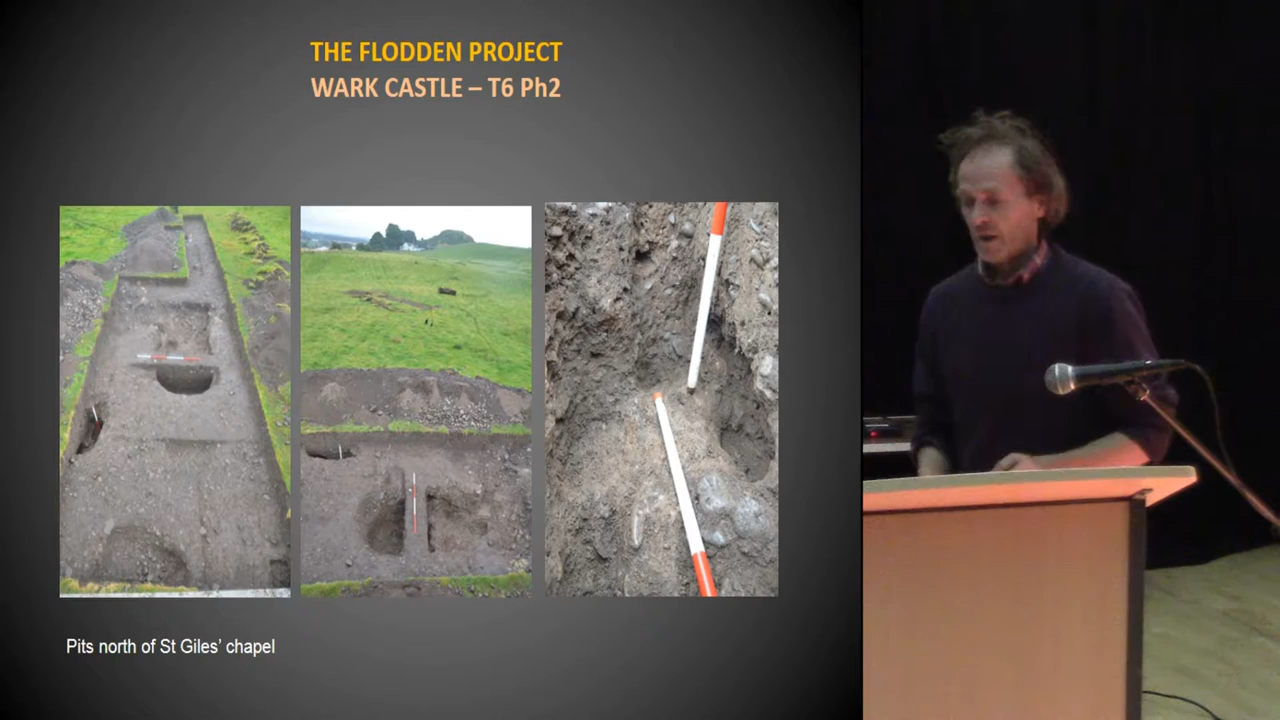 THE FLODDEN PROJECT
WARK CASTLE – T6 Ph2
Pits north of St Giles' chapel